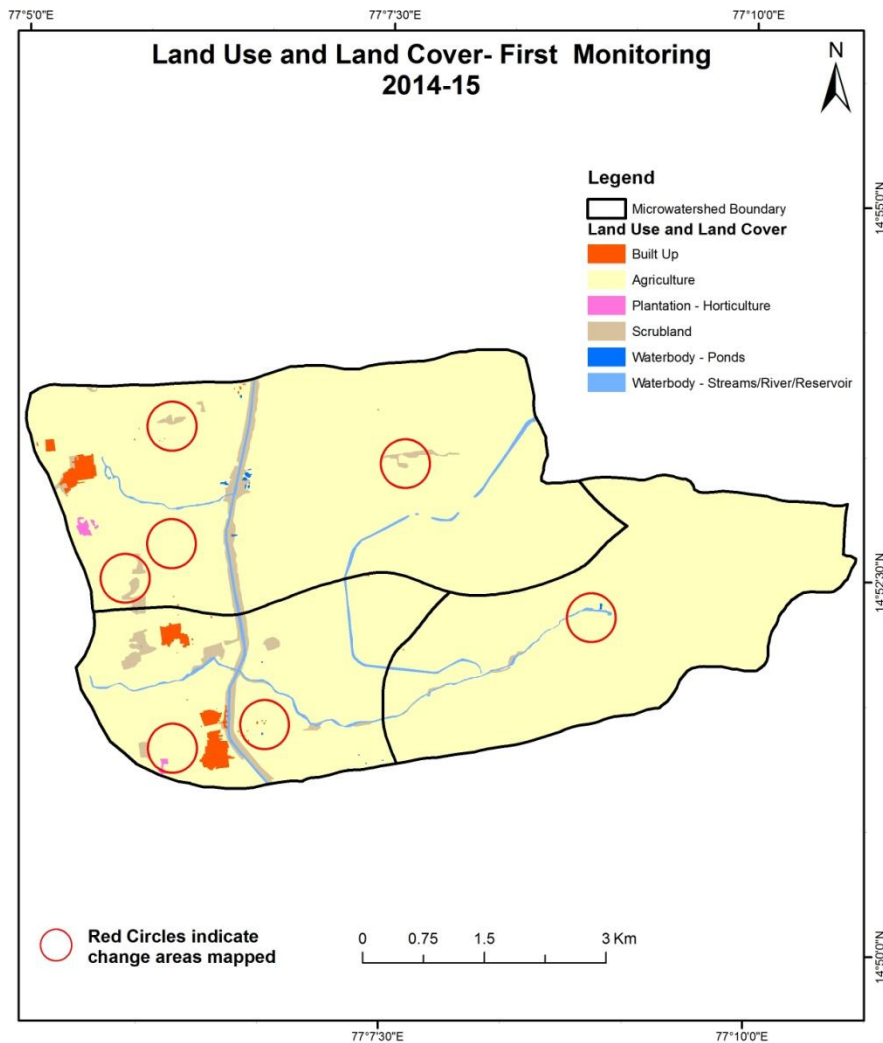 77°5'0"E 77°7'30"E 77°10'0"E
Land Use and Land Cover- First Monitoring
2014-15
N
Legend
Microwatershed Boundary
Land Use and Land Cover
Built Up
Agriculture
Plantation - Horticulture
Scrubland
Waterbody - Ponds
Waterbody - Streams/River/Reservoir
14°55'0"N
14°52'30"N
Red Circles indicate
change areas mapped
0 0.75 1.5 3 Km
14°50'0"N
77°7'30"E 77°10'0"E